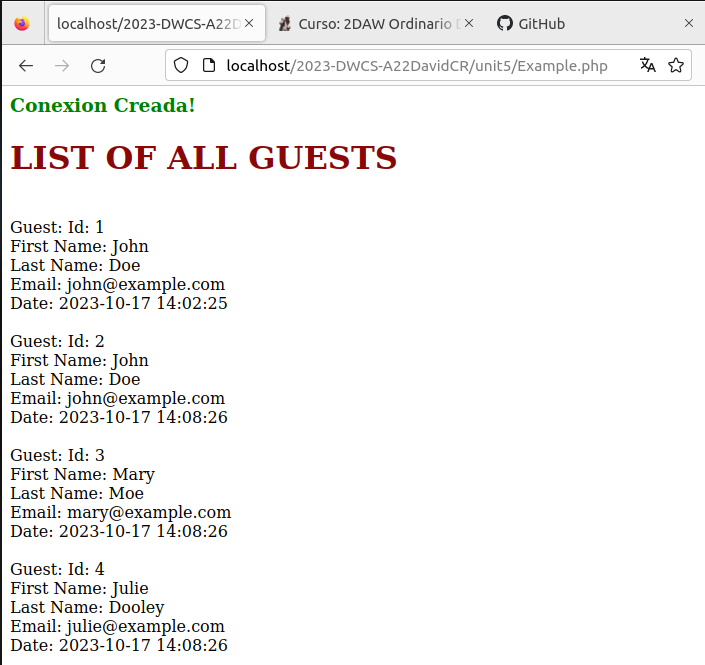 localhost/2023-DWCS-A22D
Curso: 2DAW Ordinario
GitHub
localhost/2023-DWCS-A22DavidCR/unit5/Example.php
Conexion Creada!
LIST OF ALL GUESTS
Guest: Id: 1
First Name: John
Last Name: Doe
Email: john@example.com
Date: 2023-10-17 14:02:25
Guest: Id: 2
First Name: John
Last Name: Doe
Email: john@example.com
Date: 2023-10-17 14:08:26
Guest: Id: 3
First Name: Mary
Last Name: Moe
Email: mary@example.com
Date: 2023-10-17 14:08:26
Guest: Id: 4
First Name: Julie
Last Name: Dooley
Email: julie@example.com
Date: 2023-10-17 14:08:26